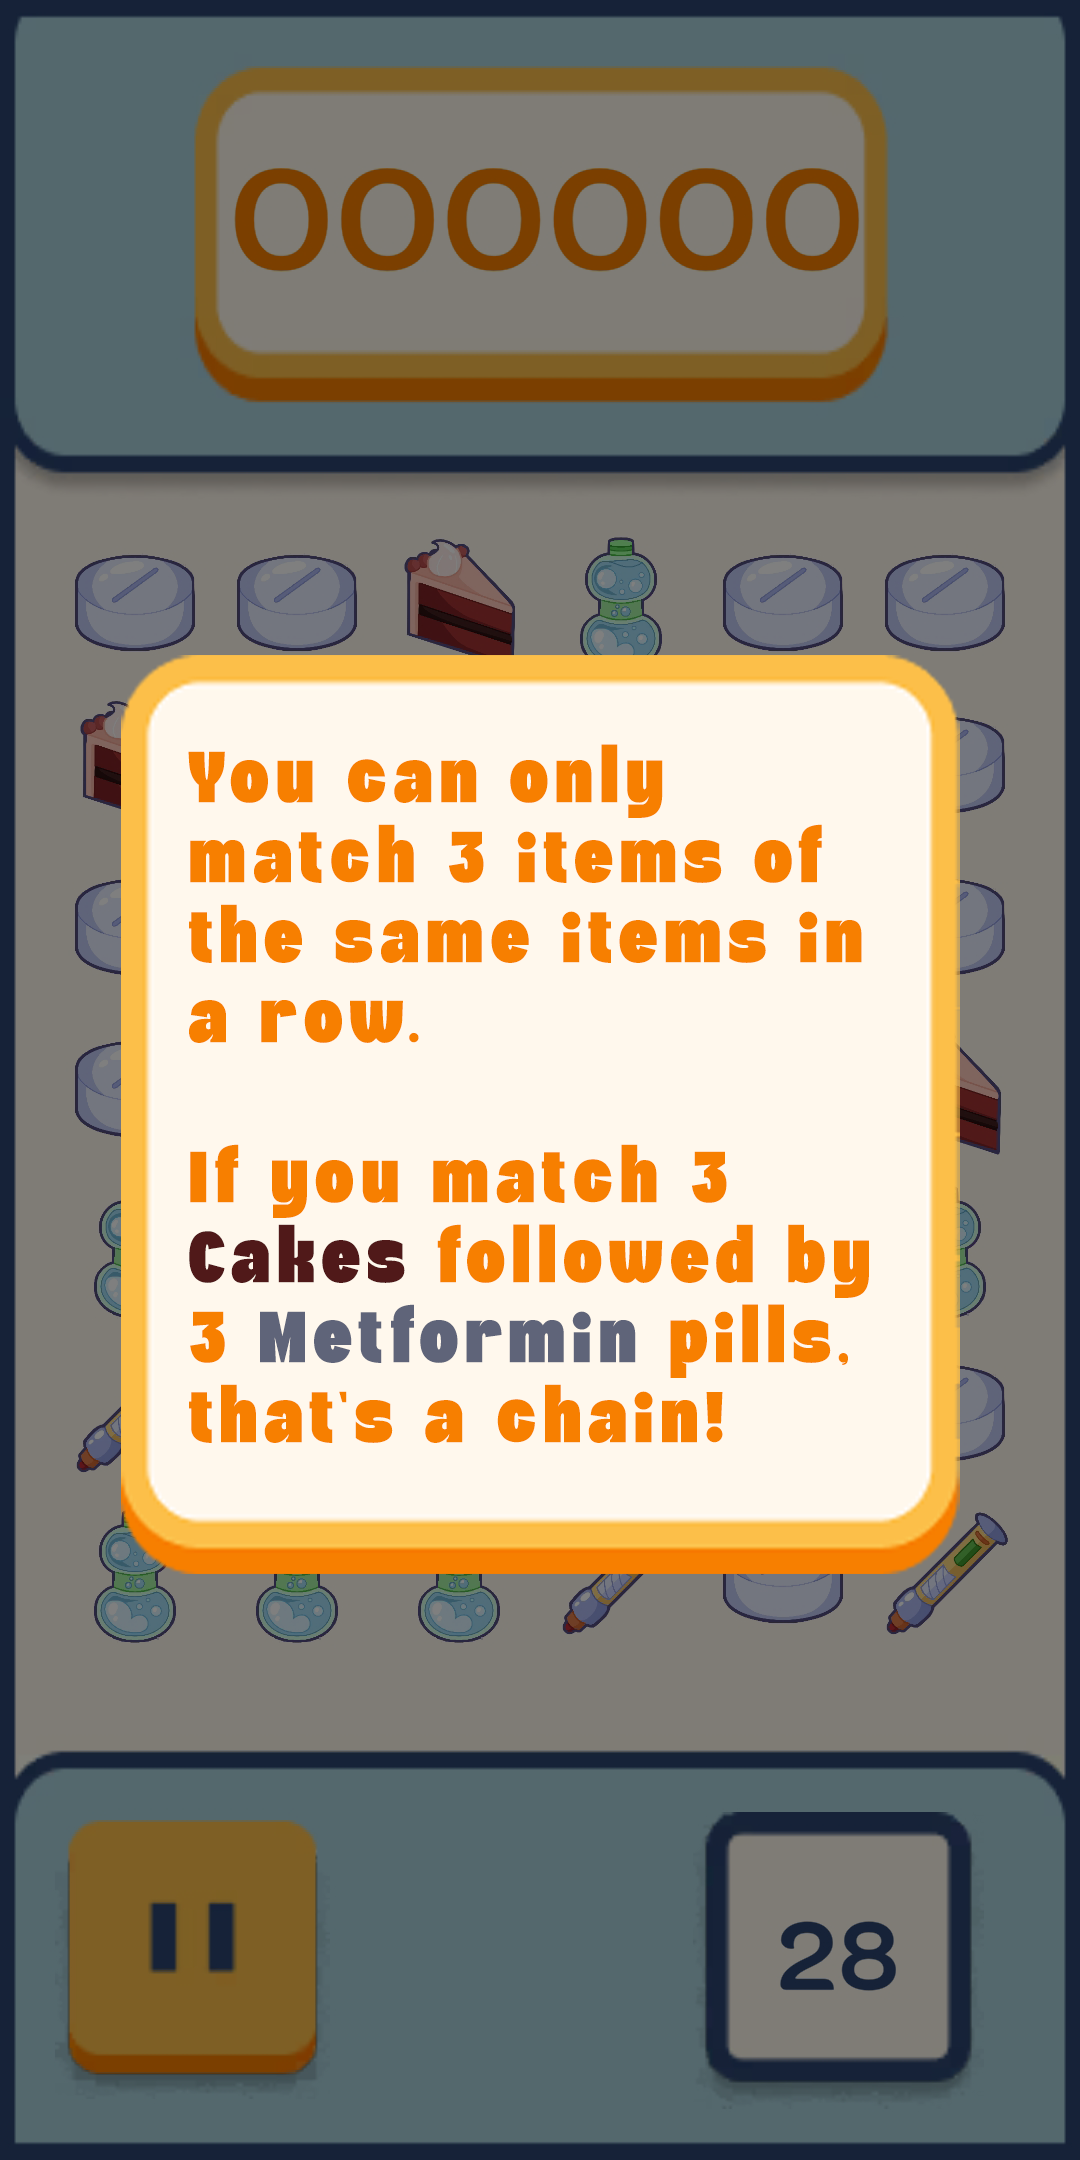 000000
You can only
match 3 items of
the same items in
a row.
If you match 3
Cakes followed by
3 Metformin pills,
that's a chain!
28